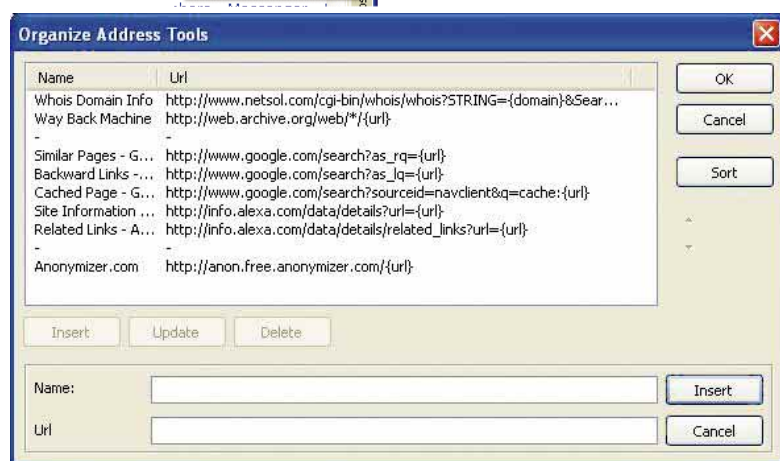 Organize Address Tools
Name Url
Whois Domain Info http://www.netsol.com/cgi-bin/whois/whois?STRING={domain}&Sear...
Way Back Machine http://web.archive.org/web/*/{url}
- -
Similar Pages - G... http://www.google.com/search?as_rq={url}
Backward Links -... http://www.google.com/search?as_lq={url}
Cached Page - G... http://www.google.com/search?sourceid=navclient&q=cache:{url}
Site Information ... http://info.alexa.com/data/details?url={url}
Related Links - A... http://info.alexa.com/data/details/related_links?url={url}
- -
Anonymizer.com http://anon.free.anonymizer.com/{url}
OK
Cancel
Sort
Insert Update Delete
Name:
Insert
Url
Cancel